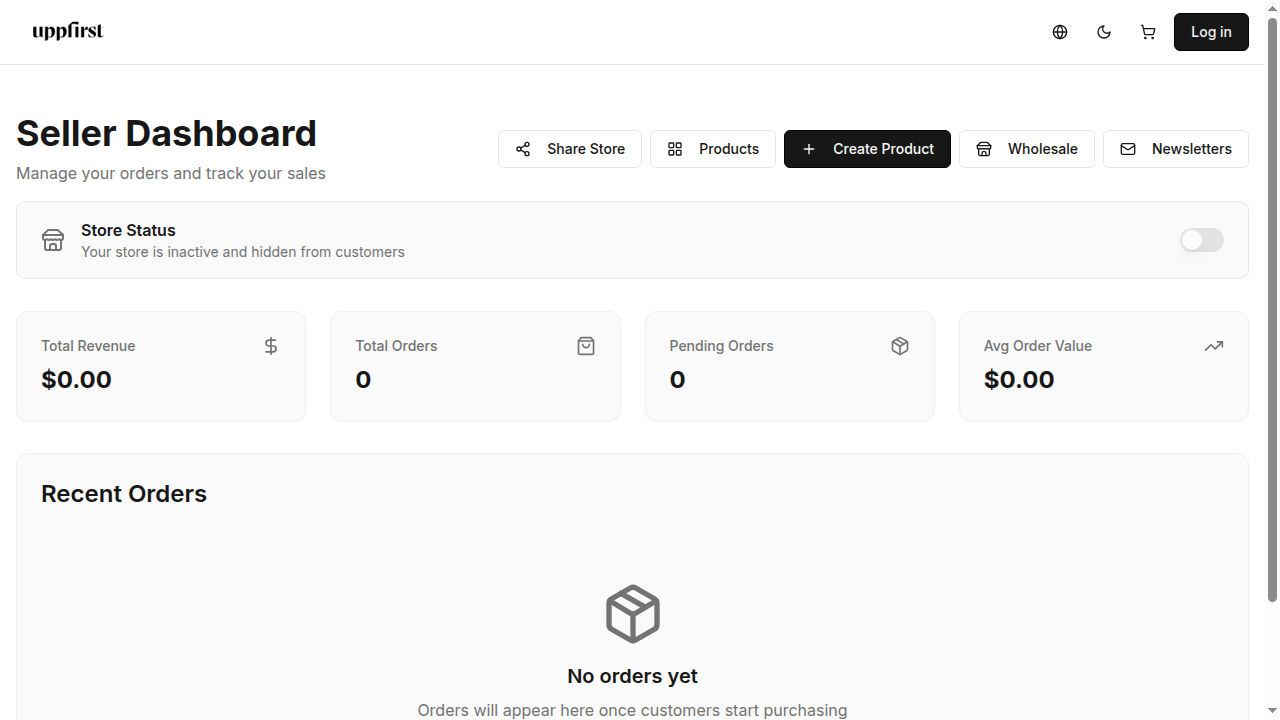 uppfirst
Log in
Seller Dashboard
Manage your orders and track your sales
Share Store
Products
Create Product
Wholesale
Newsletters
Store Status
Your store is inactive and hidden from customers
Total Revenue
$0.00
Total Orders
0
Pending Orders
0
Avg Order Value
$0.00
Recent Orders
No orders yet
Orders will appear here once customers start purchasing